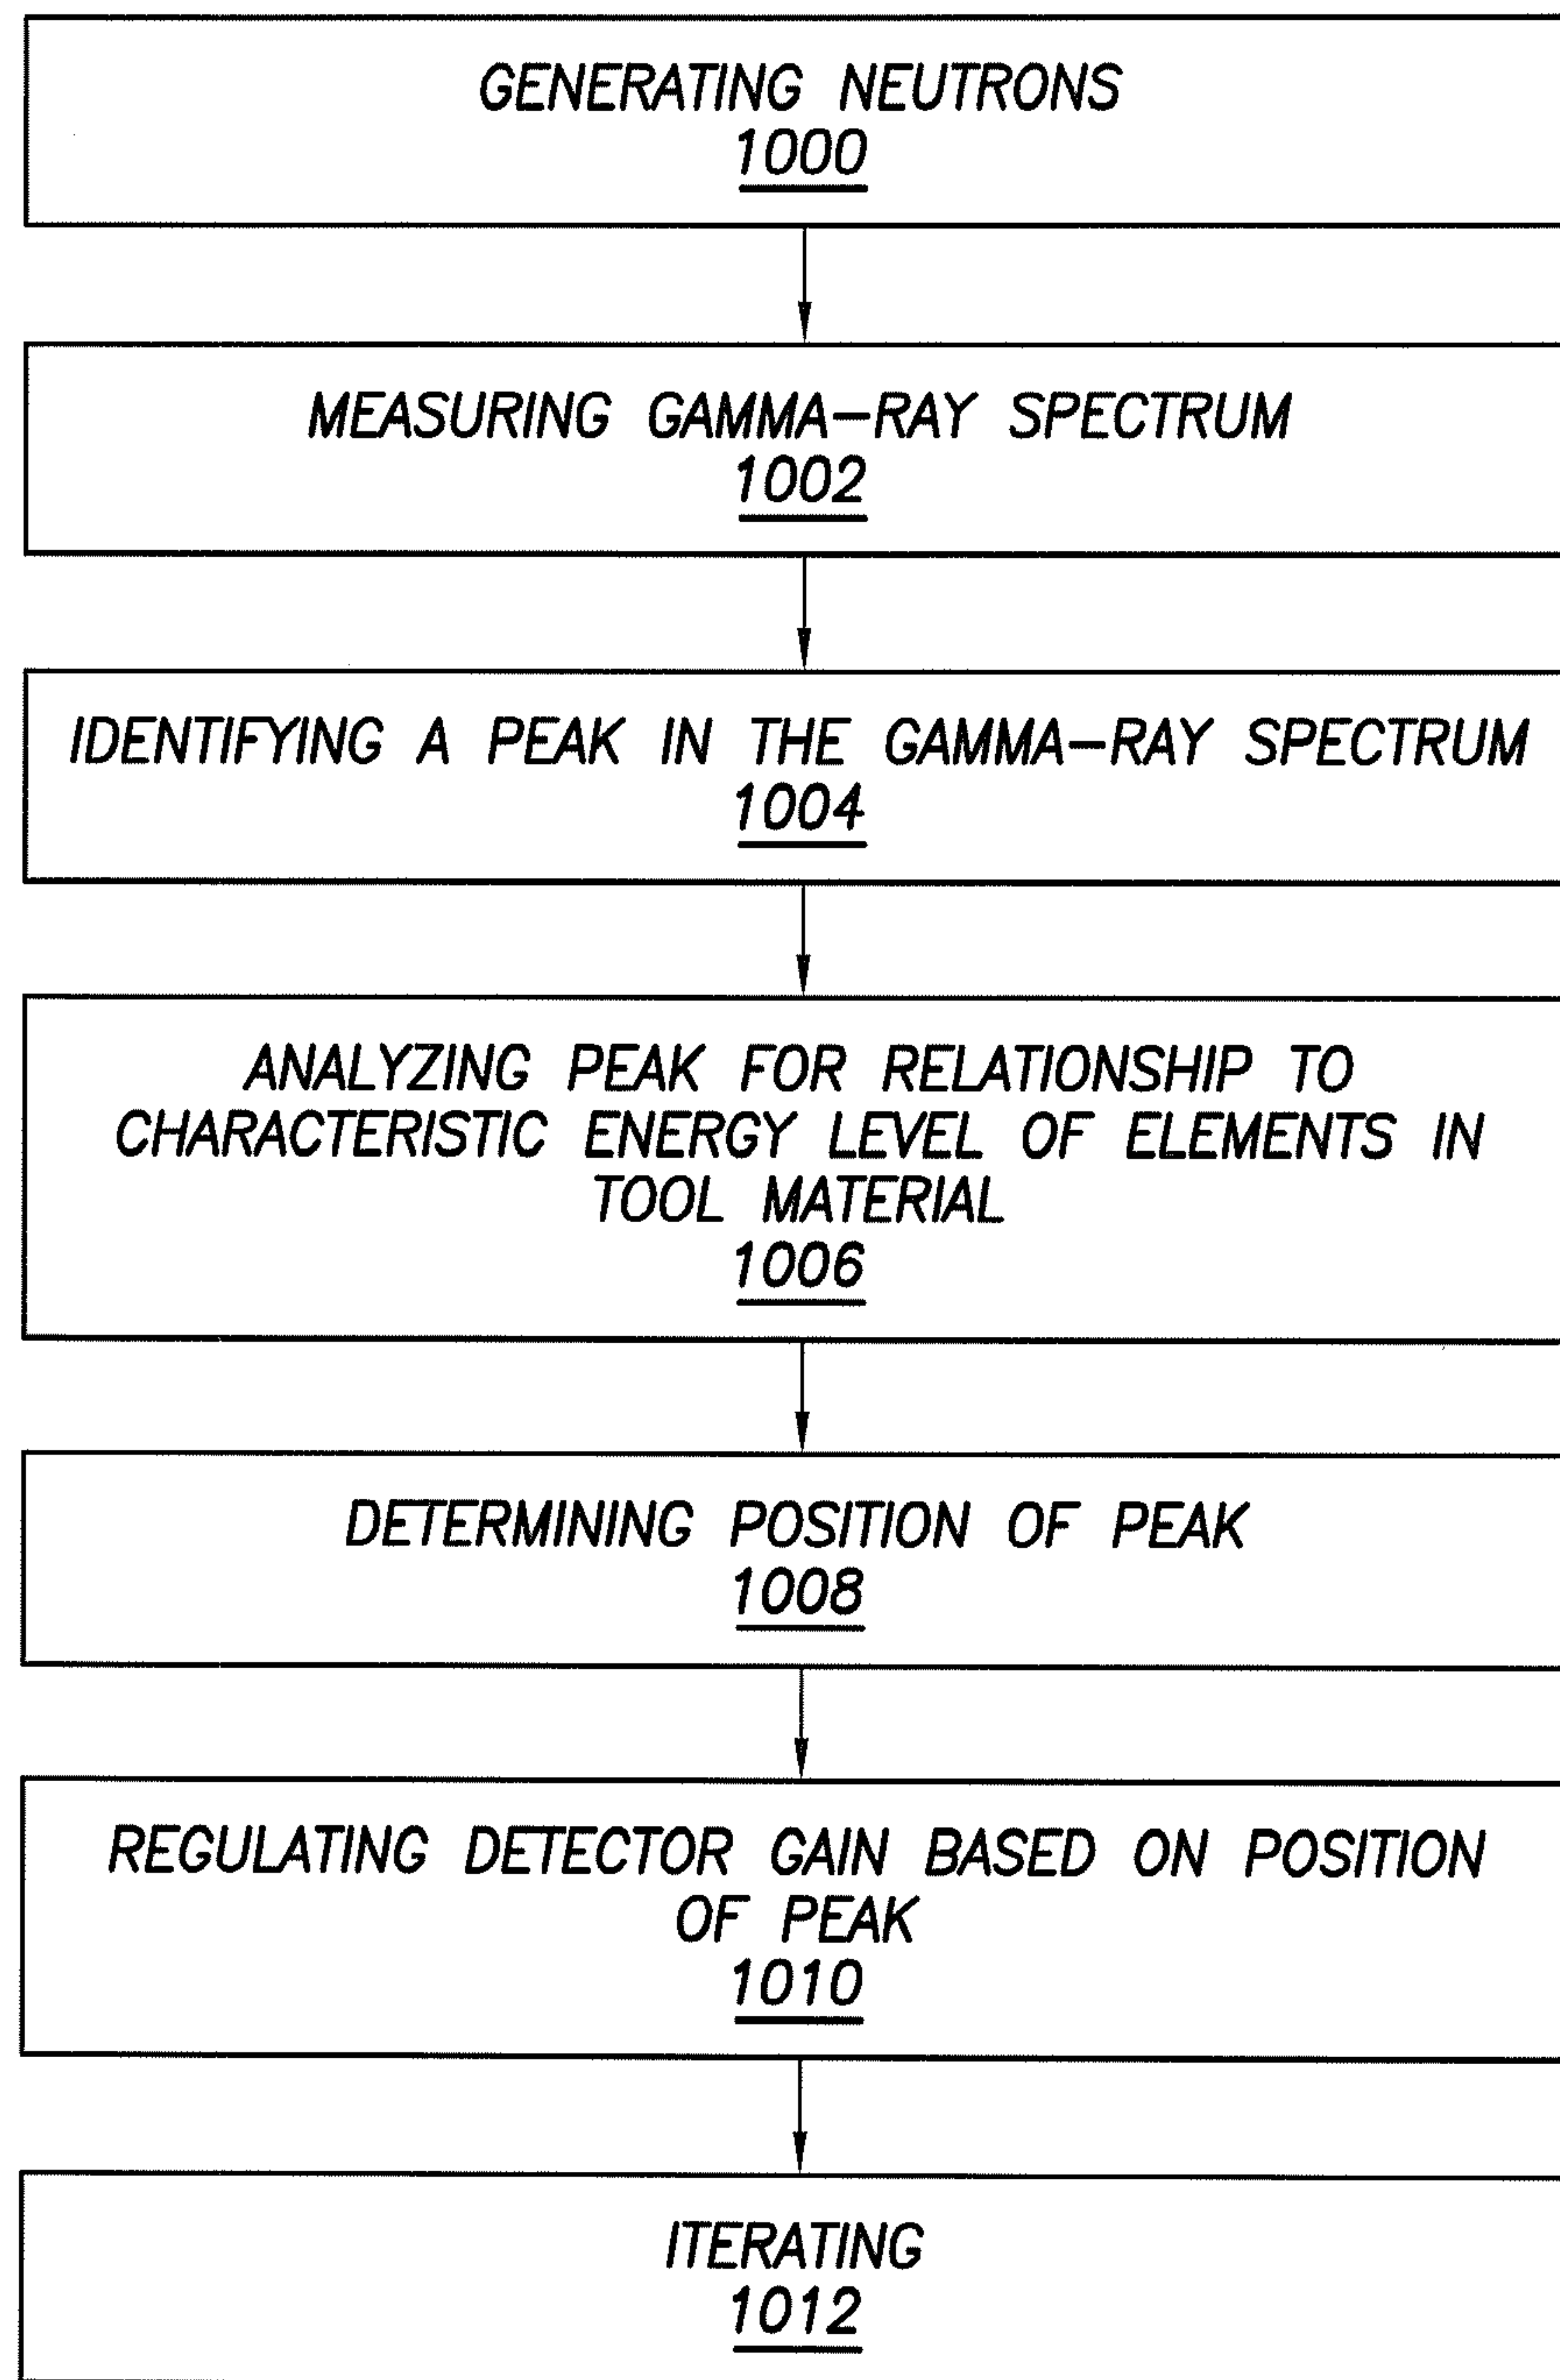 GENERATING NEUTRONS
1000
MEASURING GAMMA-RAY SPECTRUM
1002
IDENTIFYING A PEAK IN THE GAMMA-RAY SPECTRUM
1004
ANALYZING PEAK FOR RELATIONSHIP TO
CHARACTERISTIC ENERGY LEVEL OF ELEMENTS IN
TOOL MATERIAL
1006
DETERMINING POSITION OF PEAK
1008
REGULATING DETECTOR GAIN BASED ON POSITION
OF PEAK
1010
ITERATING
1012